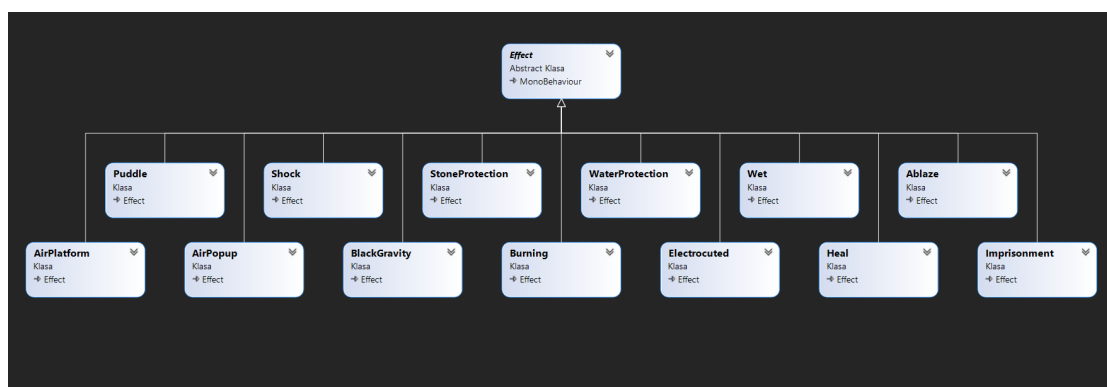 Effect
Abstract Klasa
MonoBehaviour
Puddle
Klasa
Effect
Shock
Klasa
Effect
StoneProtection
Klasa
Effect
WaterProtection
Klasa
Effect
Wet
Klasa
Effect
Ablaze
Klasa
Effect
AirPlatform
Klasa
Effect
AirPopup
Klasa
Effect
BlackGravity
Klasa
Effect
Burning
Klasa
Effect
Electrocuted
Klasa
Effect
Heal
Klasa
Effect
Imprisonment
Klasa
Effect